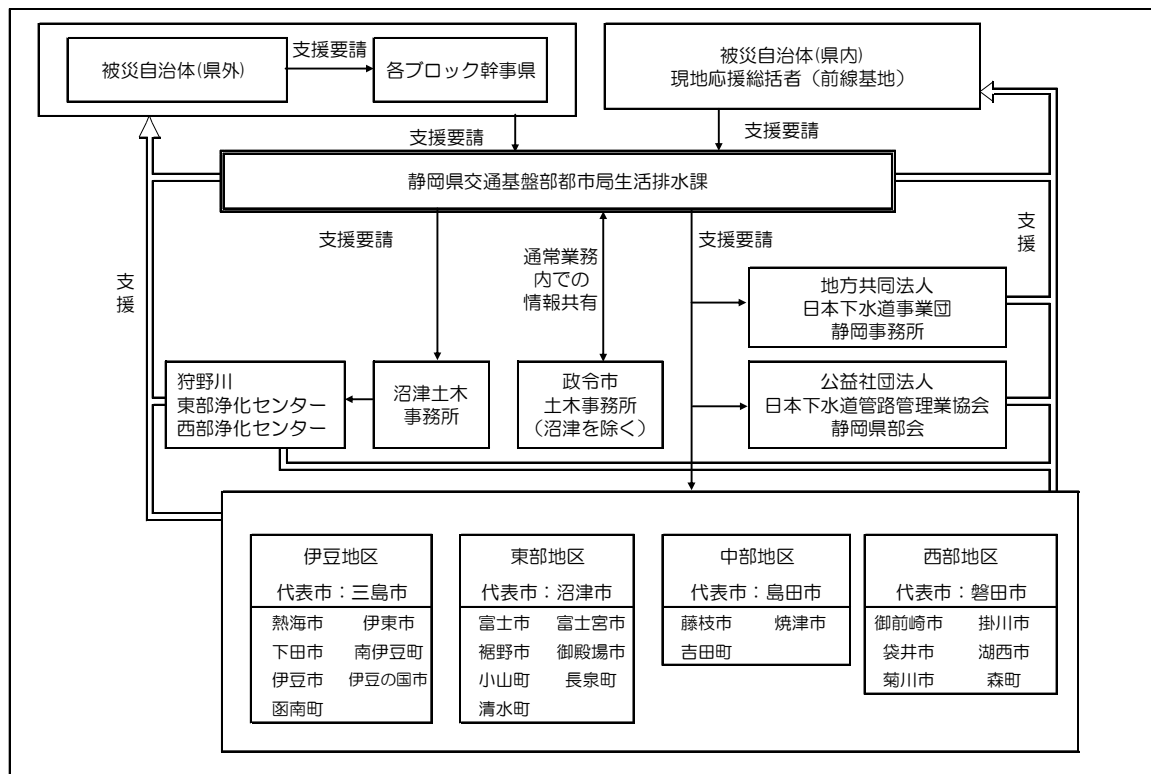 支援要請
被災自治体(県外)
各ブロック幹事県
被災自治体(県内)
現地応援総括者（前線基地）
支援要請
支援要請
静岡県交通基盤部都市局生活排水課
支援要請
通常業務
内での
情報共有
支援要請
支
援
支
援
地方共同法人
日本下水道事業団
静岡事務所
狩野川
東部浄化センター
西部浄化センター
沼津土木
事務所
政令市
土木事務所
（沼津を除く）
公益社団法人
日本下水道管路管理業協会
静岡県部会
伊豆地区
代表市：三島市
熱海市 伊東市
下田市 南伊豆町
伊豆市 伊豆の国市
函南町
東部地区
代表市：沼津市
富士市 富士宮市
裾野市 御殿場市
小山町 長泉町
清水町
中部地区
代表市：島田市
藤枝市 焼津市
吉田町
西部地区
代表市：磐田市
御前崎市 掛川市
袋井市 湖西市
菊川市 森町